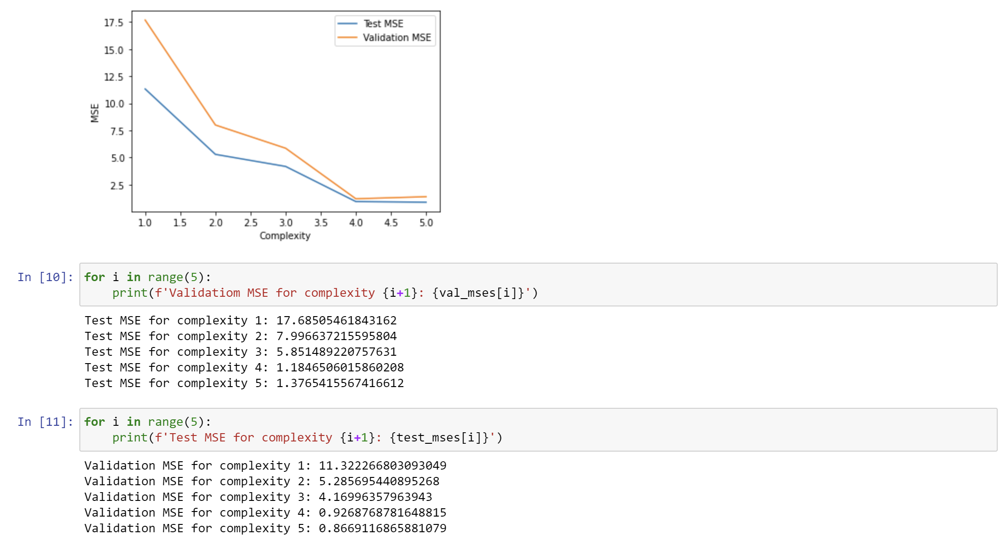 17.5
15.0
12.5
10.0
7.5
5.0
2.5
MSE
Test MSE
Validation MSE
1.0 1.5 2.0 2.5 3.0 3.5 4.0 4.5 5.0
Complexity
In [10]: for i in range(5):
print(f'Validatiom MSE for complexity {i+1}: {val_mses[i]}')
Test MSE for complexity 1: 17.68505461843162
Test MSE for complexity 2: 7.996637215595804
Test MSE for complexity 3: 5.851489220757631
Test MSE for complexity 4: 1.1846506015860208
Test MSE for complexity 5: 1.3765415567416612
In [11]: for i in range(5):
print(f'Test MSE for complexity {i+1}: {test_mses[i]}')
Validation MSE for complexity 1: 11.322266803093049
Validation MSE for complexity 2: 5.285695440895268
Validation MSE for complexity 3: 4.16996357963943
Validation MSE for complexity 4: 0.9268768781648815
Validation MSE for complexity 5: 0.8669116865881079